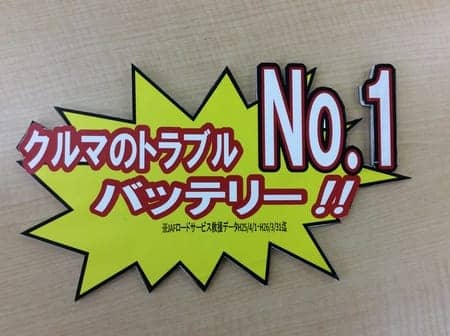 クルマのトラブル No.1
バッテリー!!
※JAFロードサービス救援データH25/4/1~H26/3/31迄